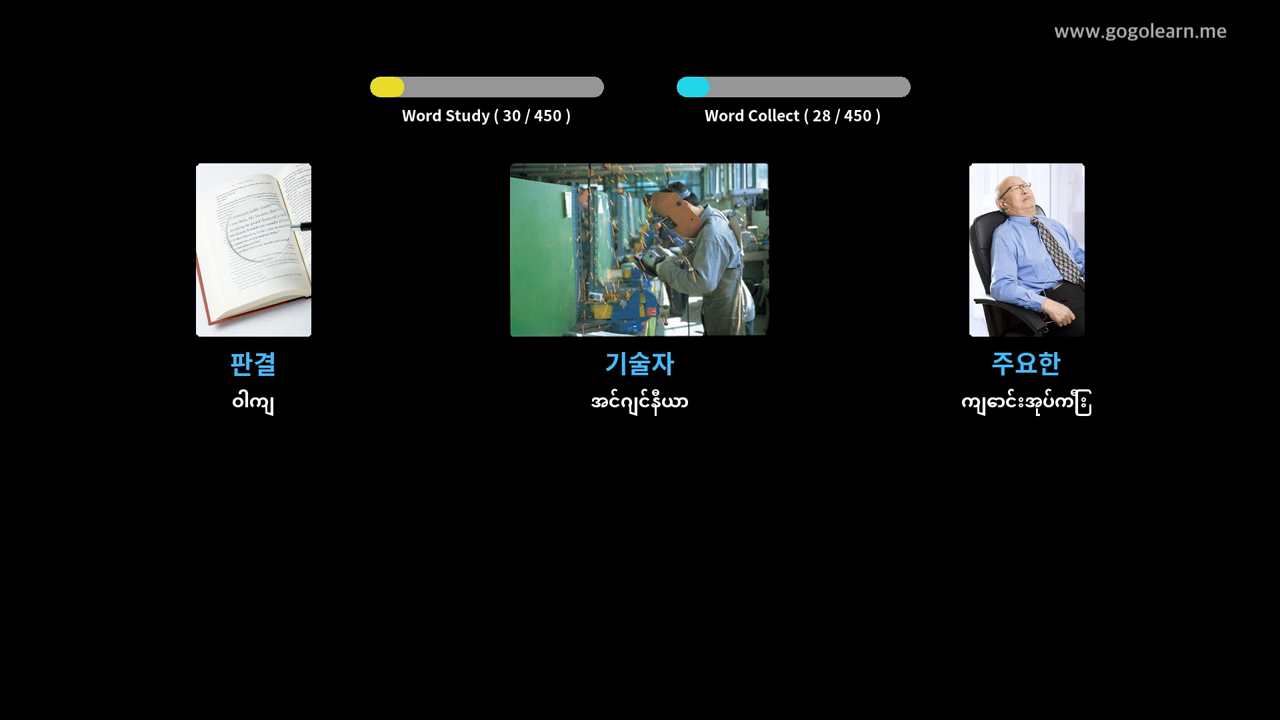 www.gogolearn.me
Word Study ( 30 / 450 )
Word Collect ( 28 / 450 )
판결
기술자
주요한
ဝါကျ
အင်ဂျင်နီယာ
ကျောင်းအုပ်ကြီး